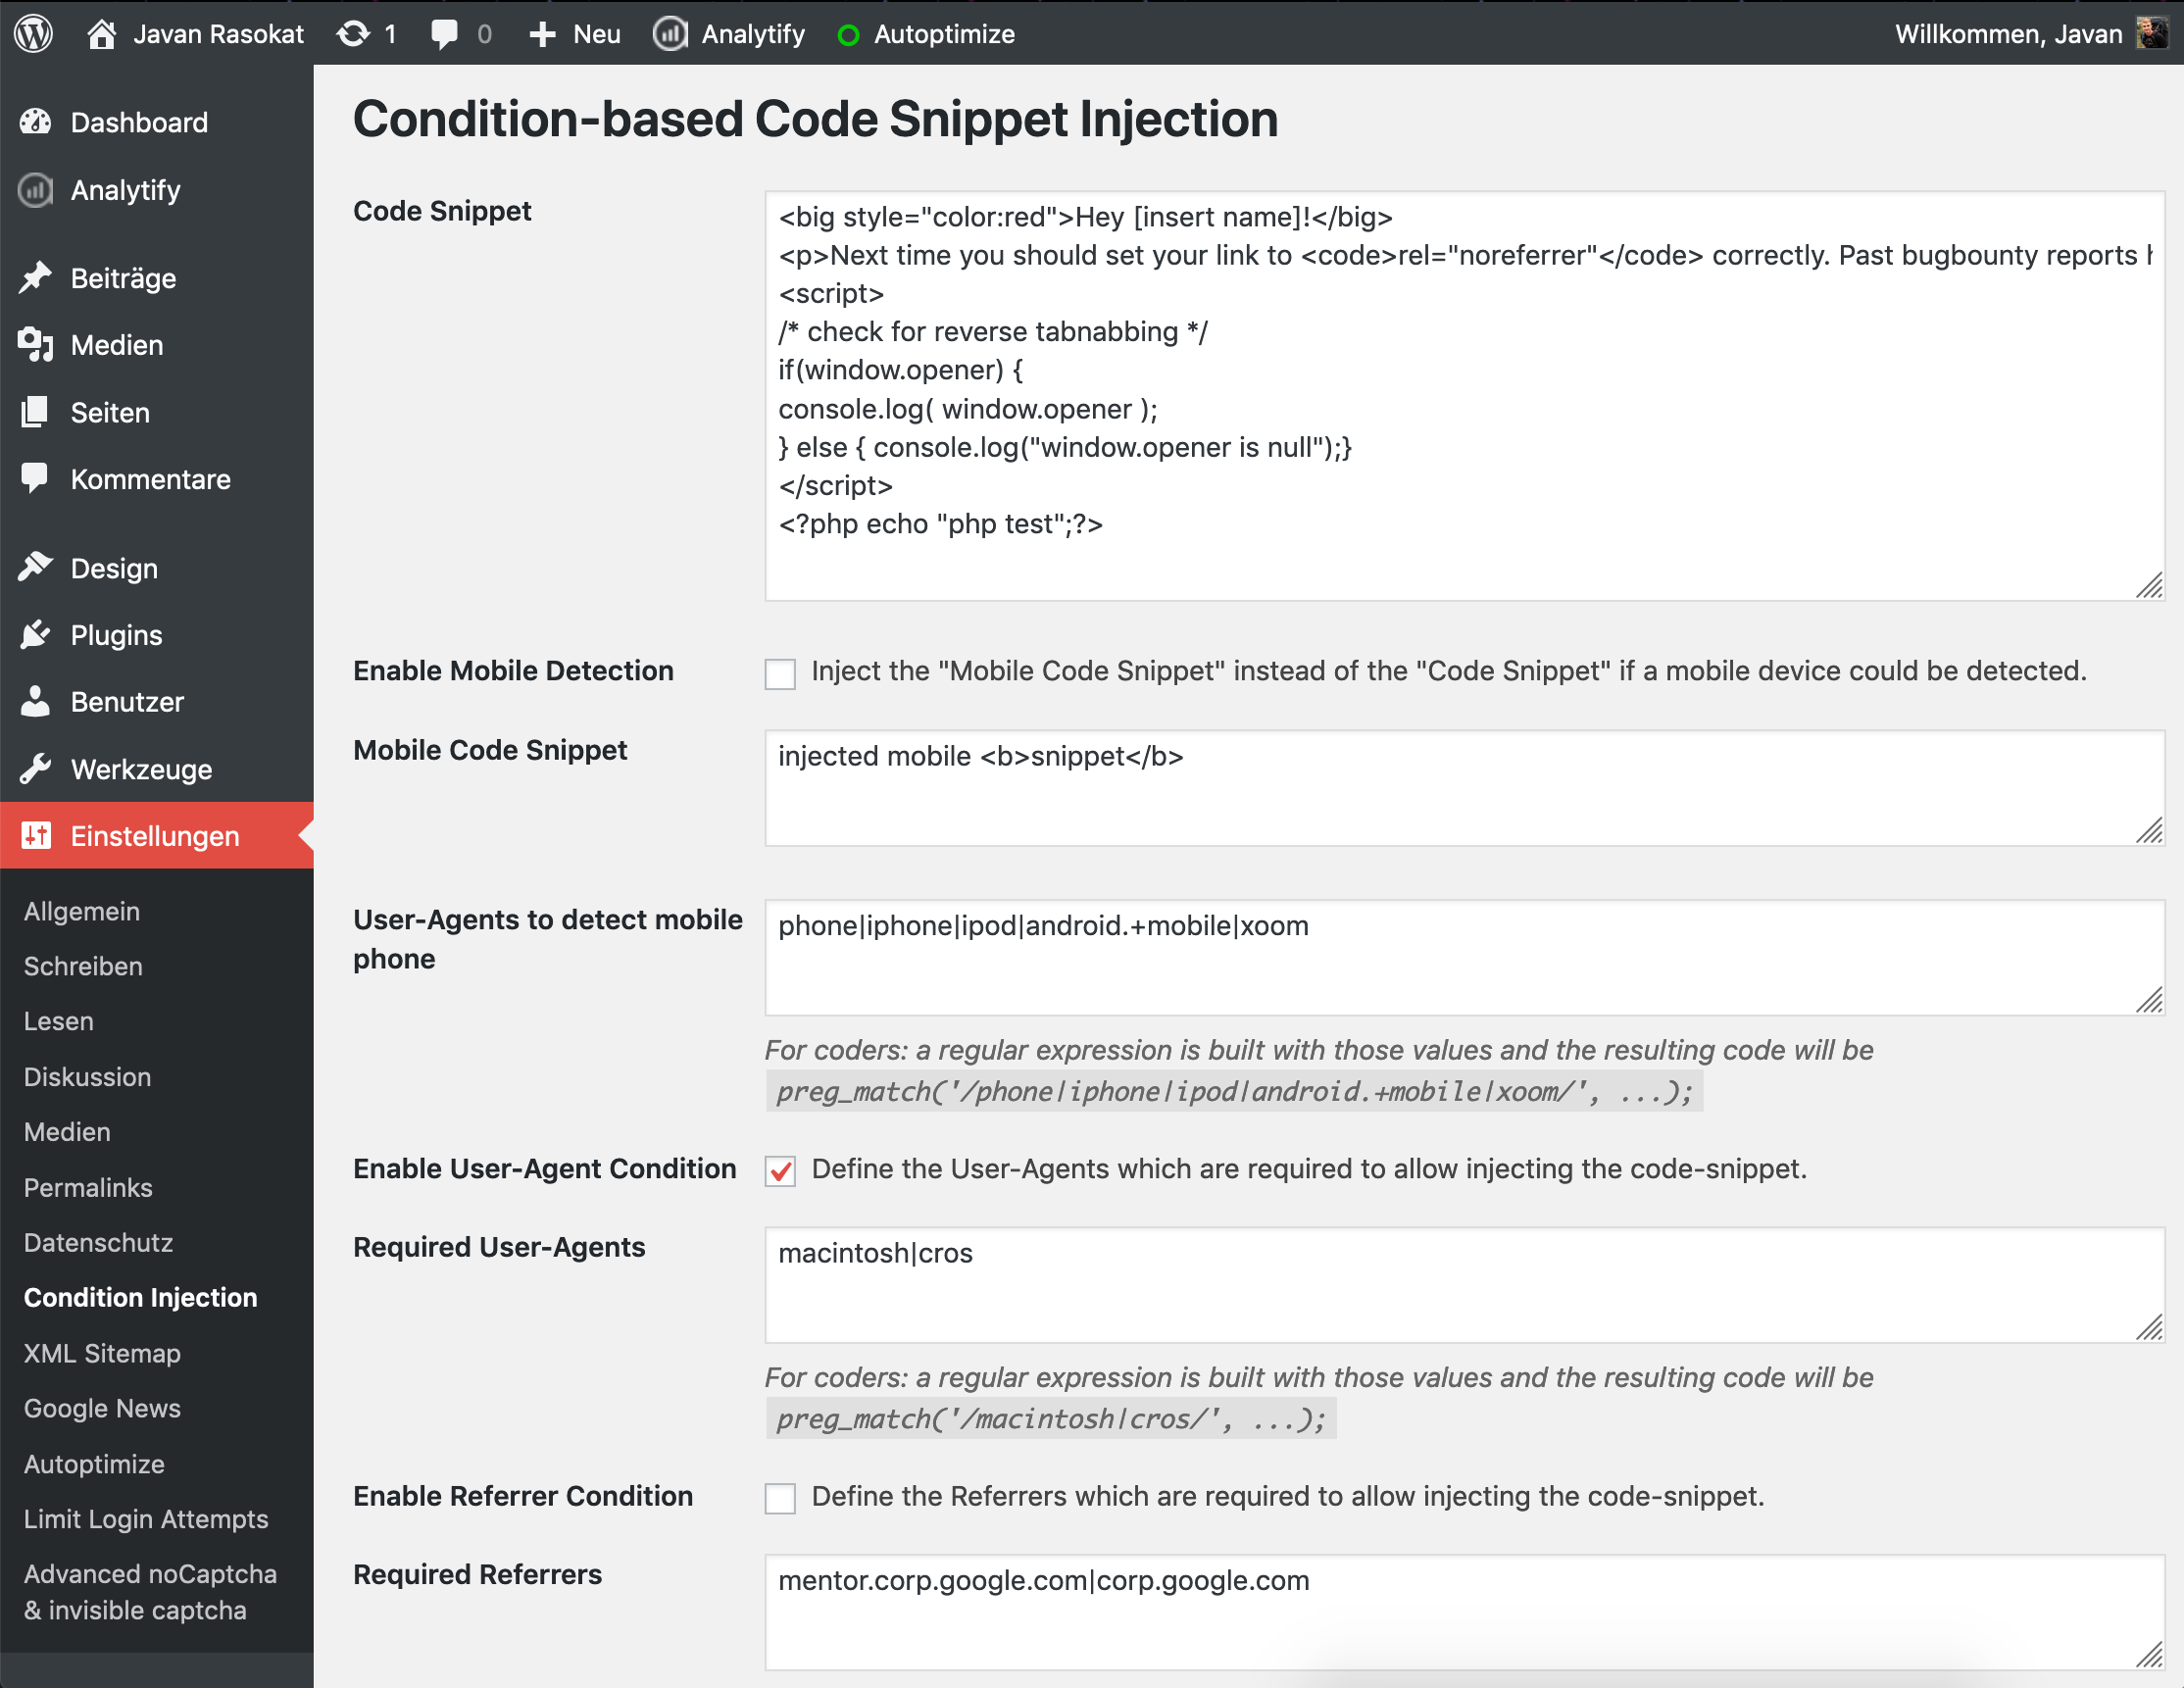 Javan Rasokat 1 0 Neu Analytify Autoptimize Willkommen, Javan
Dashboard
Analytify
Beiträge
Medien
Seiten
Kommentare
Design
Plugins
Benutzer
Werkzeuge
Einstellungen
Allgemein
Schreiben
Lesen
Diskussion
Medien
Permalinks
Datenschutz
Condition Injection
XML Sitemap
Google News
Autoptimize
Limit Login Attempts
Advanced noCaptcha
& invisible captcha
Condition-based Code Snippet Injection
Code Snippet
<big style="color:red">Hey [insert name]!</big>
<p>Next time you should set your link to <code>rel="noreferrer"</code> correctly. Past bugbounty reports
<script>
/* check for reverse tabnabbing */
if(window.opener) {
console.log( window.opener );
} else { console.log("window.opener is null");}
</script>
<?php echo "php test";?>
Enable Mobile Detection
Inject the "Mobile Code Snippet" instead of the "Code Snippet" if a mobile device could be detected.
Mobile Code Snippet
injected mobile <b>snippet</b>
User-Agents to detect mobile
phone
phone|iphone|ipod|android.+mobile|xoom
For coders: a regular expression is built with those values and the resulting code will be
preg_match('/phone|iphone|ipod|android.+mobile|xoom/', ...);
Enable User-Agent Condition
Define the User-Agents which are required to allow injecting the code-snippet.
Required User-Agents
macintosh|cros
For coders: a regular expression is built with those values and the resulting code will be
preg_match('/macintosh|cros/', ...);
Enable Referrer Condition
Define the Referrers which are required to allow injecting the code-snippet.
Required Referrers
mentor.corp.google.com|corp.google.com